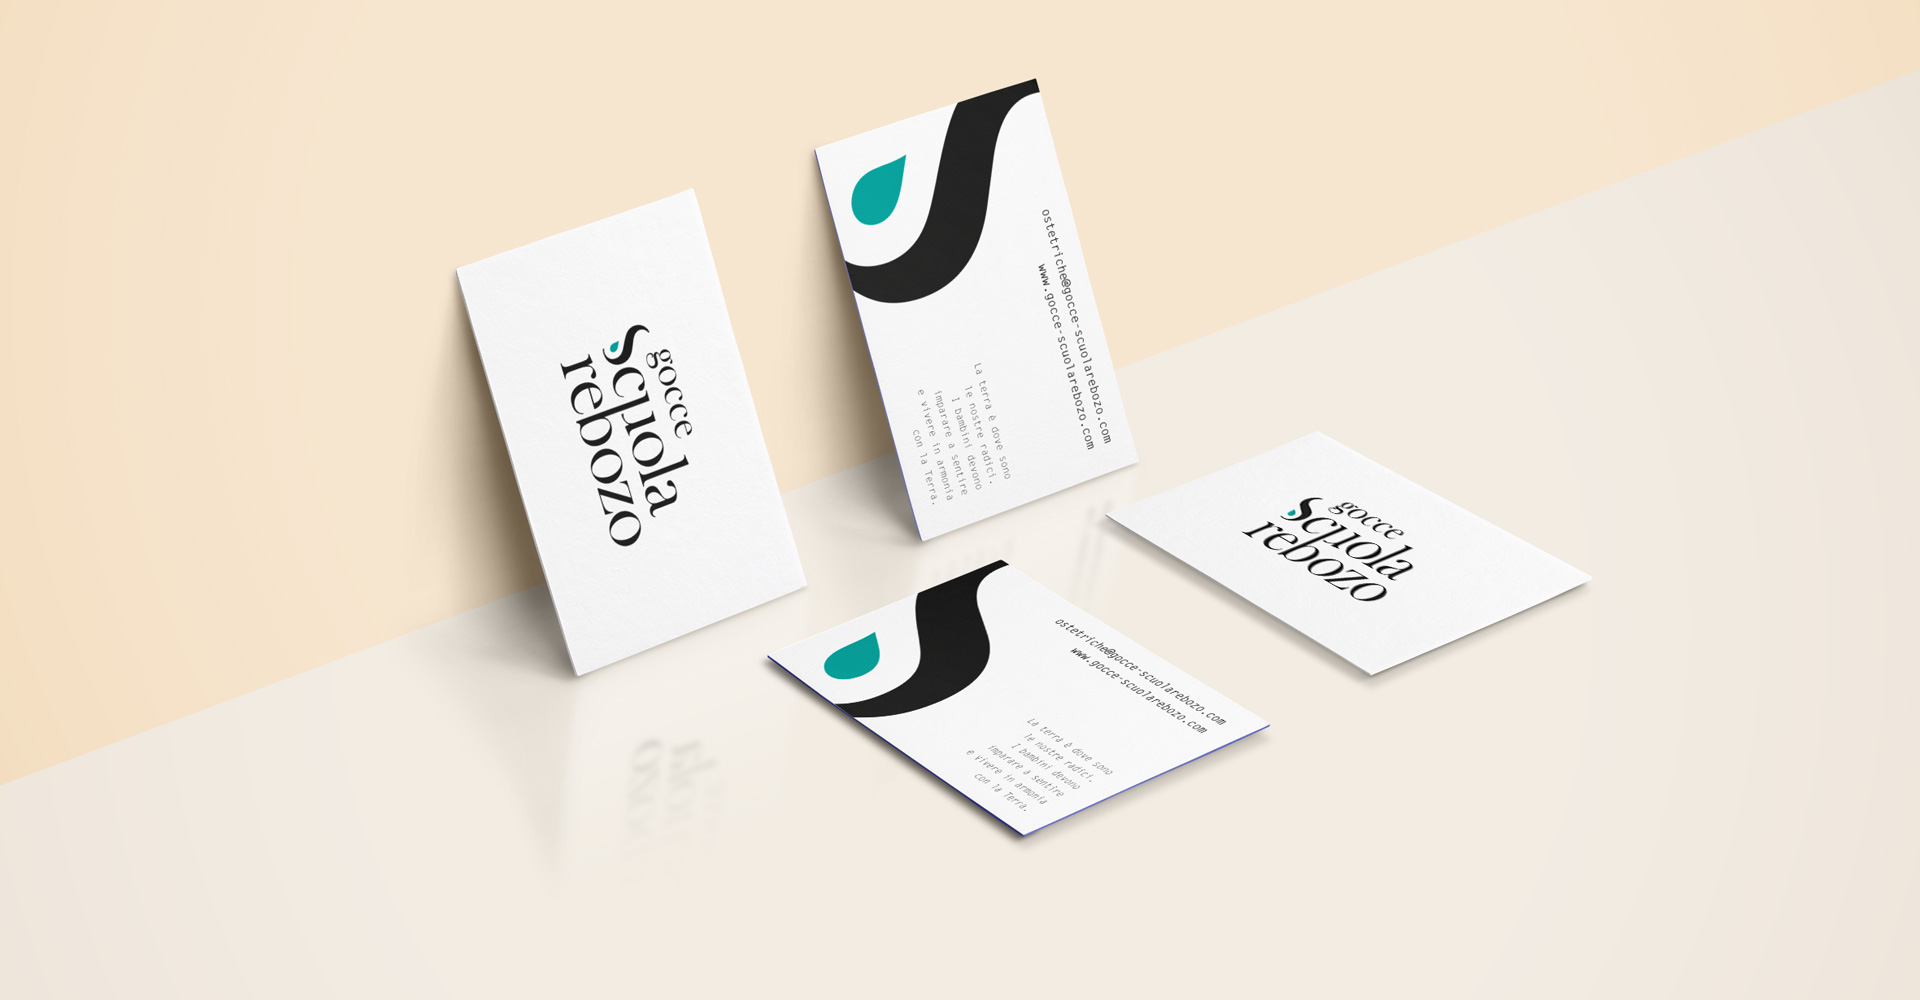 gocce
scuola
rebozo
ostetriche@gocce-scuolarebozo.com
www.gocce-scuolarebozo.com
La terra è dove sono
le nostre radici.
I bambini devono
imparare a sentire
e vivere in armonia
con la Terra.
ostetriche@gocce-scuolarebozo.com
www.gocce-scuolarebozo.com
La terra è dove sono
le nostre radici.
I bambini devono
imparare a sentire
e vivere in armonia
con la Terra.
gocce
scuola
rebozo